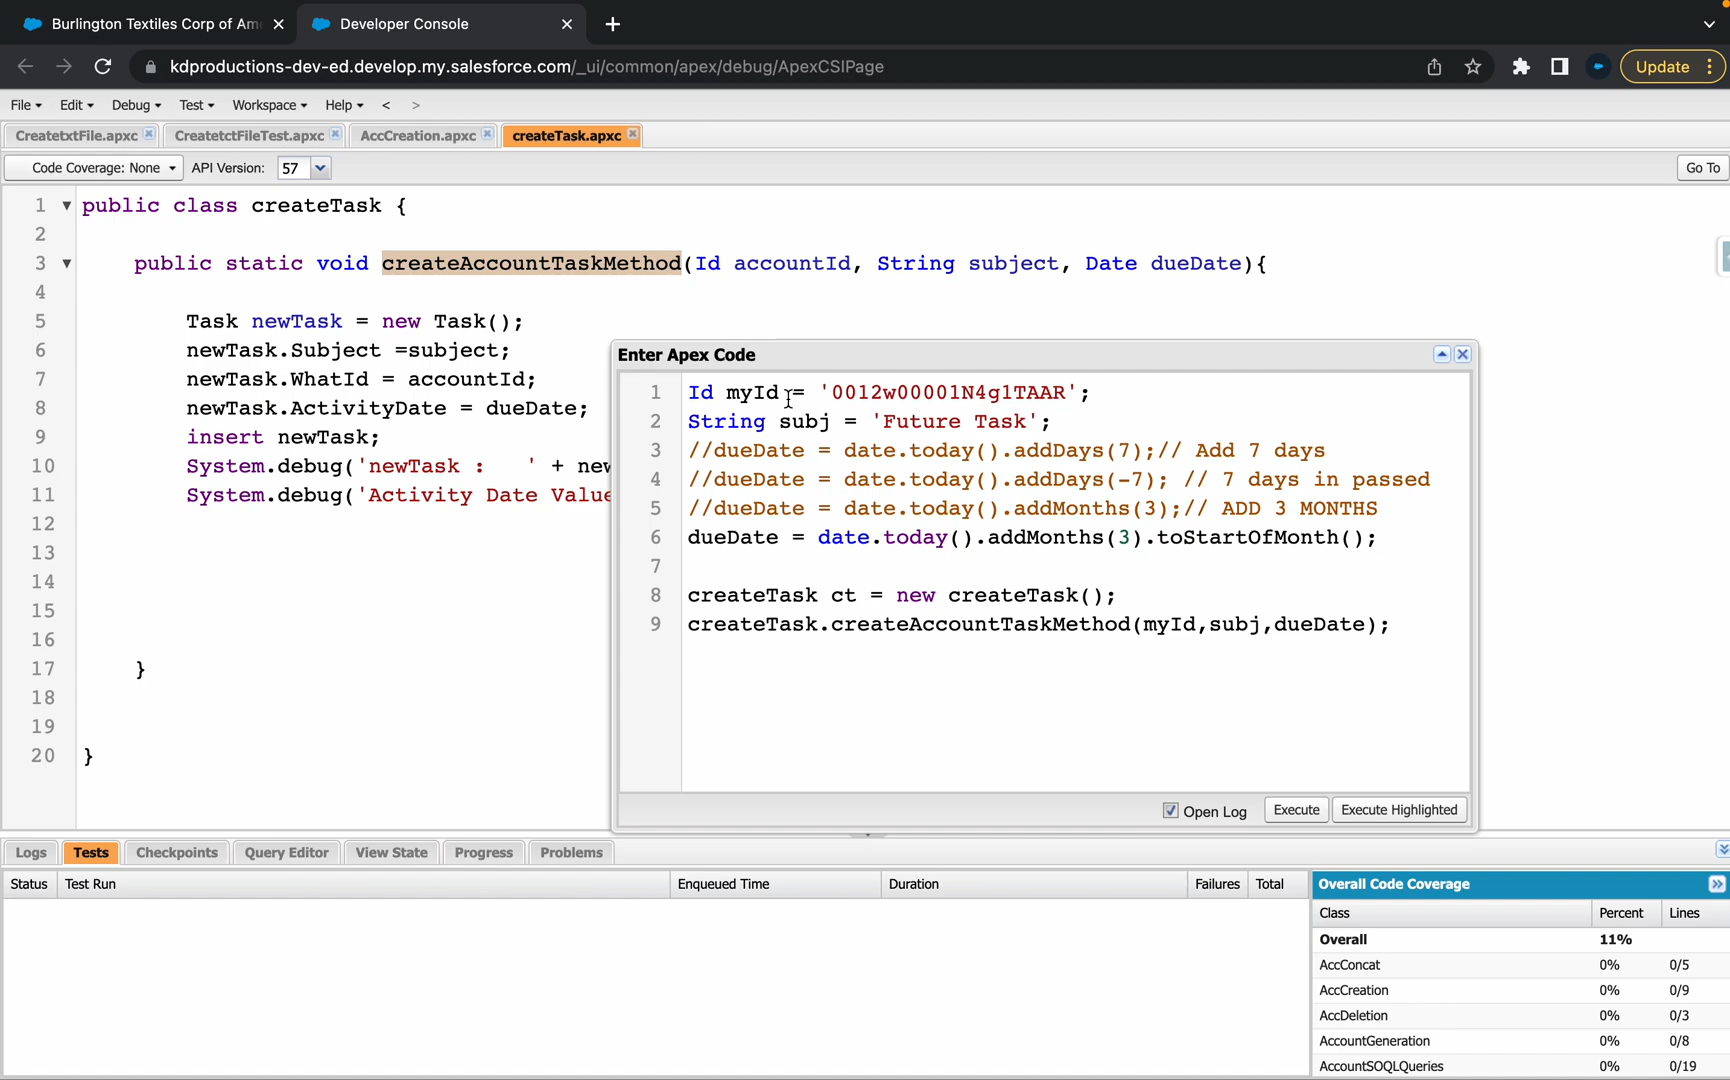 Burlington Textiles Corp of Am
Developer Console
kdproductions-dev-ed.develop.my.salesforce.com/_ui/common/apex/debug/ApexCSIPage
Update
File Edit Debug Test Workspace Help < >
CreatetxtFile.apxc CreatetctFileTest.apxc AccCreation.apxc createTask.apxc
Code Coverage: None API Version: 57 Go To
1 public class createTask {
2
3 public static void createAccountTaskMethod(Id accountId, String subject, Date dueDate){
4
5 Task newTask = new Task();
6 newTask.Subject =subject;
7 newTask.WhatId = accountId;
8 newTask.ActivityDate = dueDate;
9 insert newTask;
10 System.debug('newTask : ' + new
11 System.debug('Activity Date Value
12
13
14
15
16
17 }
18
19
20 }
Enter Apex Code
1 Id myId = '0012w00001N4g1TAAR';
2 String subj = 'Future Task';
3 //dueDate = date.today().addDays(7);// Add 7 days
4 //dueDate = date.today().addDays(-7); // 7 days in passed
5 //dueDate = date.today().addMonths(3);// ADD 3 MONTHS
6 dueDate = date.today().addMonths(3).toStartOfMonth();
7
8 createTask ct = new createTask();
9 createTask.createAccountTaskMethod(myId,subj,dueDate);
Open Log Execute Execute Highlighted
Logs Tests Checkpoints Query Editor View State Progress Problems
Status Test Run Enqueued Time Duration Failures Total
Overall Code Coverage
Class Percent Lines
Overall 11%
AccConcat 0% 0/5
AccCreation 0% 0/9
AccDeletion 0% 0/3
AccountGeneration 0% 0/8
AccountSOQLQueries 0% 0/19